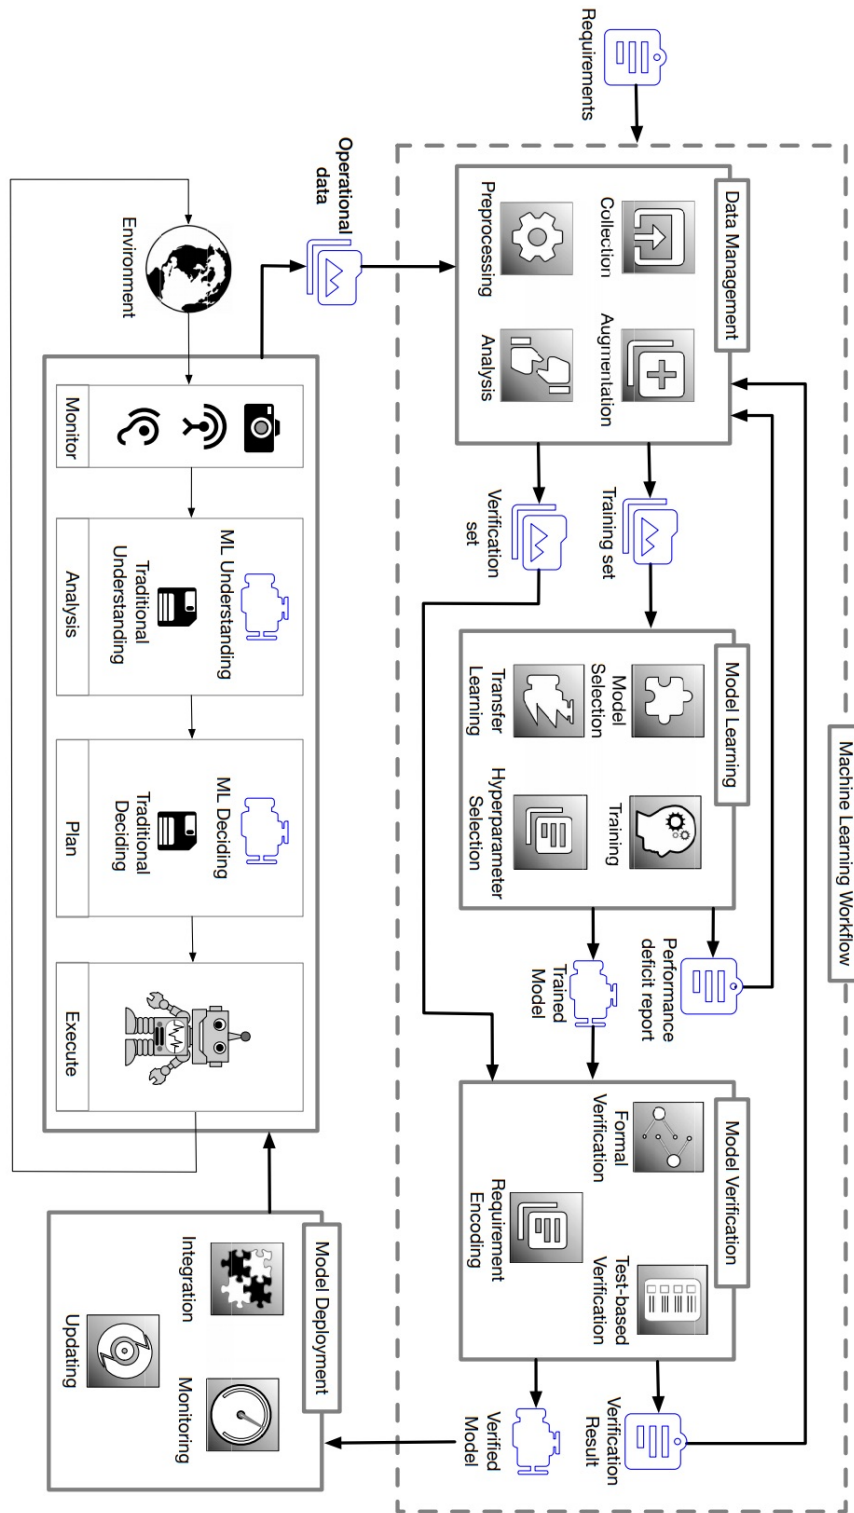 Machine Learning Workflow
Requirements
Data Management
Collection
Augmentation
Preprocessing
Analysis
Training set
Verification
set
Model Learning
Model
Selection
Training
Transfer
Learning
Hyperparameter
Selection
Performance
deficit report
Trained
Model
Model Verification
Formal
Verification
Test-based
Verification
Requirement
Encoding
Verification
Result
Verified
Model
Operational
data
Environment
Monitor
ML Understanding
Traditional
Understanding
Analysis
ML Deciding
Traditional
Deciding
Plan
Execute
Model Deployment
Integration
Monitoring
Updating